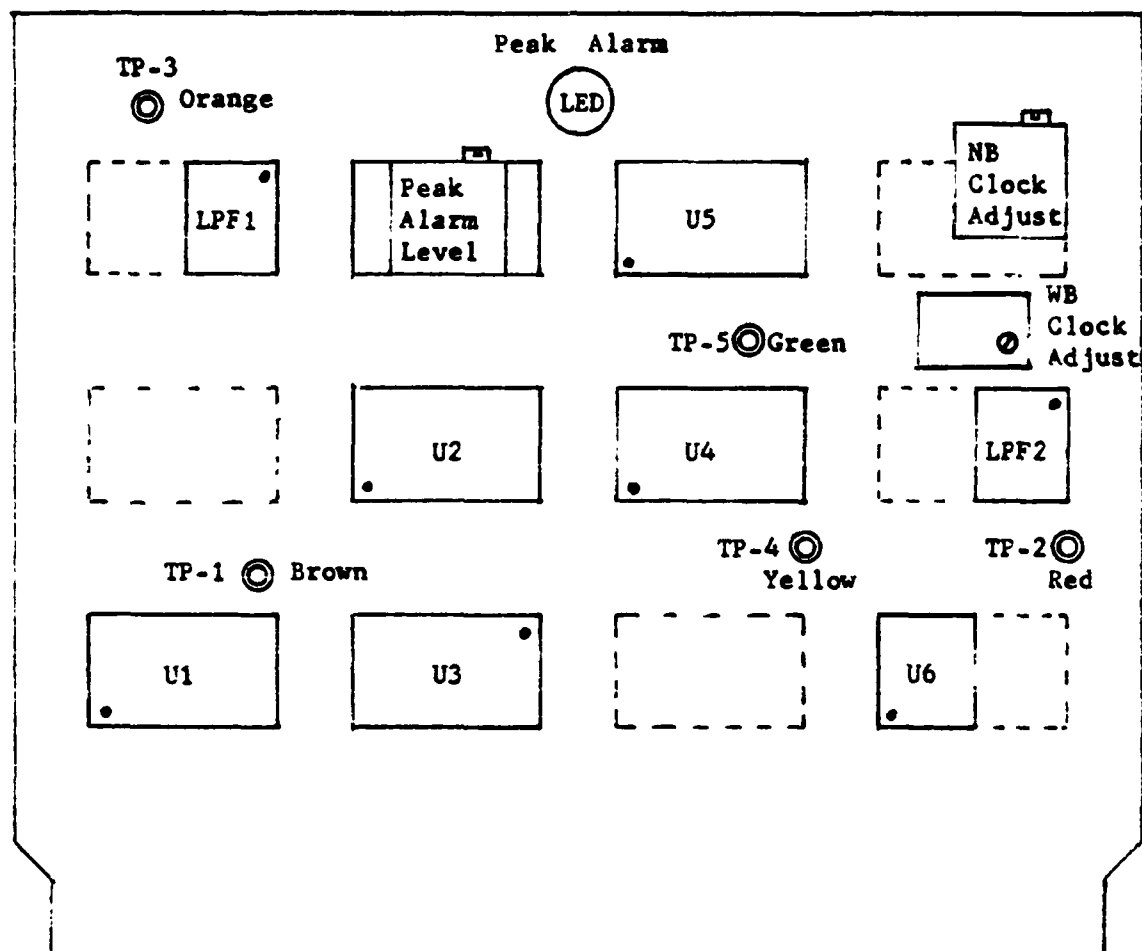 Peak Alarm
TP-3
Orange
LED
NB
Clock
Adjust
LPF1
Peak
Alarm
Level
U5
WB
Clock
Adjust
TP-5 Green
U2
U4
LPF2
TP-1 Brown
TP-4
Yellow
TP-2
Red
U1
U3
U6